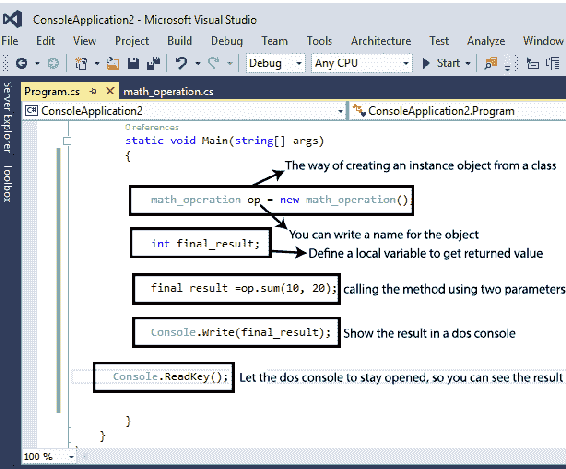 ConsoleApplication2 - Microsoft Visual Studio
File Edit View Project Build Debug Team Tools Architecture Test Analyze Window
Debug Any CPU Start
Program.cs math_operation.cs
Server Explorer
Toolbox
ConsoleApplication2 ConsoleApplication2.Program
0 references
static void Main(string[] args)
{
The way of creating an instance object from a class
math_operation op = new math_operation();
You can write a name for the object
int final_result;
Define a local variable to get returned value
final_result =op.sum(10, 20); calling the method using two parameters
Console.Write(final_result); Show the result in a dos console
Console.ReadKey(); Let the dos console to stay opened, so you can see the result
}
}
100 %